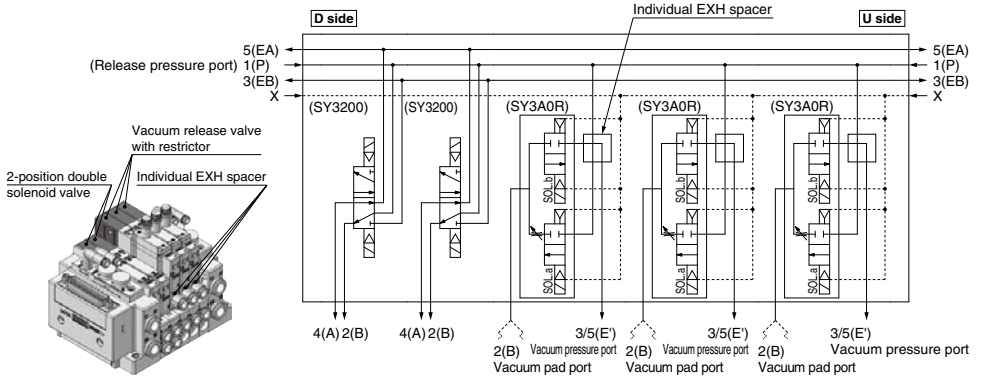 Individual EXH spacer
D side
U side
5(EA)
5(EA)
(Release pressure port) 1(P)
1(P)
3(EB)
3(EB)
X
X
(SY3200)
(SY3200)
(SY3A0R)
(SY3A0R)
(SY3A0R)
Vacuum release valve
with restrictor
2-position double
solenoid valve
Individual EXH spacer
SOL.b
SOL.b
SOL.b
SOL.a
SOL.a
SOL.a
4(A) 2(B)
4(A) 2(B)
3/5(E')
3/5(E')
3/5(E')
2(B)
Vacuum pressure port
2(B)
Vacuum pressure port
2(B)
Vacuum pressure port
Vacuum pad port
Vacuum pad port
Vacuum pad port